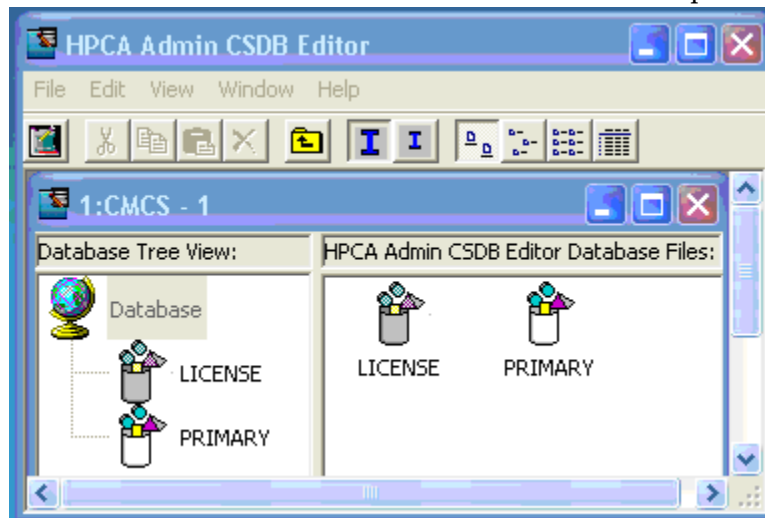 HPCA Admin CSDB Editor
File Edit View Window Help
1:CMCS - 1
Database Tree View:
HPCA Admin CSDB Editor Database Files:
Database
LICENSE
PRIMARY
LICENSE
PRIMARY